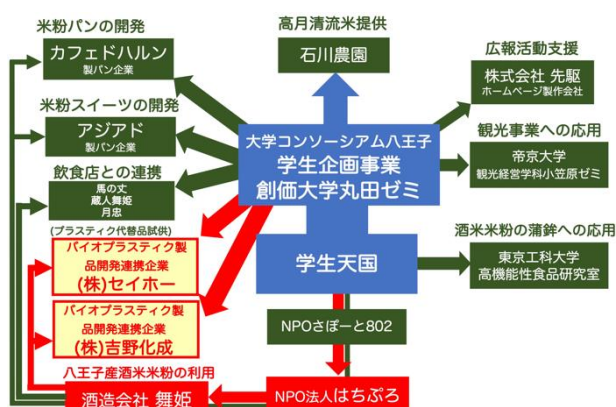 米粉パンの開発
カフェドハルン
製パン企業
米粉スイーツの開発
アジアド
製パン企業
飲食店との連携
馬の丈
蔵人舞姫
月忠
(プラスティク代替品試供)
バイオプラスティク製
品開発連携企業
(株)セイホー
バイオプラスティク製
品開発連携企業
(株)吉野化成
八王子産酒米米粉の利用
酒造会社 舞姫
高月清流米提供
石川農園
大学コンソーシアム八王子
学生企画事業
創価大学丸田ゼミ
学生天国
NPOさぽーと802
NPO法人はちぷろ
広報活動支援
株式会社 先駆
ホームページ製作会社
観光事業への応用
帝京大学
観光経営学科小笠原ゼミ
酒米米粉の蒲鉾への応用
東京工科大学
高機能性食品研究室